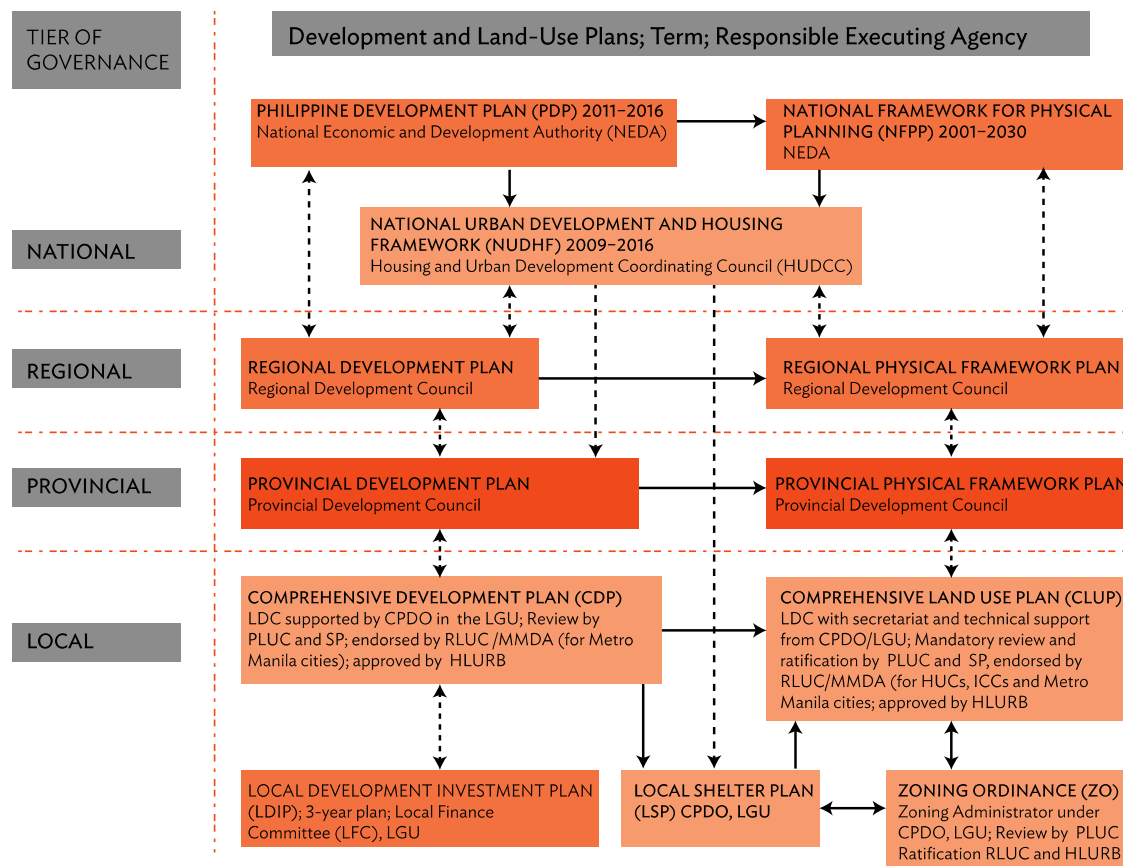 TIER OF
GOVERNANCE
Development and Land-Use Plans; Term; Responsible Executing Agency
PHILIPPINE DEVELOPMENT PLAN (PDP) 2011–2016
National Economic and Development Authority (NEDA)
NATIONAL FRAMEWORK FOR PHYSICAL
PLANNING (NFPP) 2001–2030
NEDA
NATIONAL
NATIONAL URBAN DEVELOPMENT AND HOUSING
FRAMEWORK (NUDHF) 2009–2016
Housing and Urban Development Coordinating Council (HUDCC)
REGIONAL
REGIONAL DEVELOPMENT PLAN
Regional Development Council
REGIONAL PHYSICAL FRAMEWORK PLAN
Regional Development Council
PROVINCIAL
PROVINCIAL DEVELOPMENT PLAN
Provincial Development Council
PROVINCIAL PHYSICAL FRAMEWORK PLAN
Provincial Development Council
LOCAL
COMPREHENSIVE DEVELOPMENT PLAN (CDP)
LDC supported by CPDO in the LGU; Review by
PLUC and SP; endorsed by RLUC/MMDA (for Metro
Manila cities); approved by HLURB
COMPREHENSIVE LAND USE PLAN (CLUP)
LDC with secretariat and technical support
from CPDO/LGU; Mandatory review and
ratification by PLUC and SP, endorsed by
RLUC/MMDA (for HUCs, ICCs and Metro
Manila cities; approved by HLURB
LOCAL DEVELOPMENT INVESTMENT PLAN
(LDIP); 3-year plan; Local Finance
Committee (LFC), LGU
LOCAL SHELTER PLAN
(LSP) CPDO, LGU
ZONING ORDINANCE (ZO)
Zoning Administrator under
CPDO, LGU; Review by PLUC
Ratification RLUC and HLURB